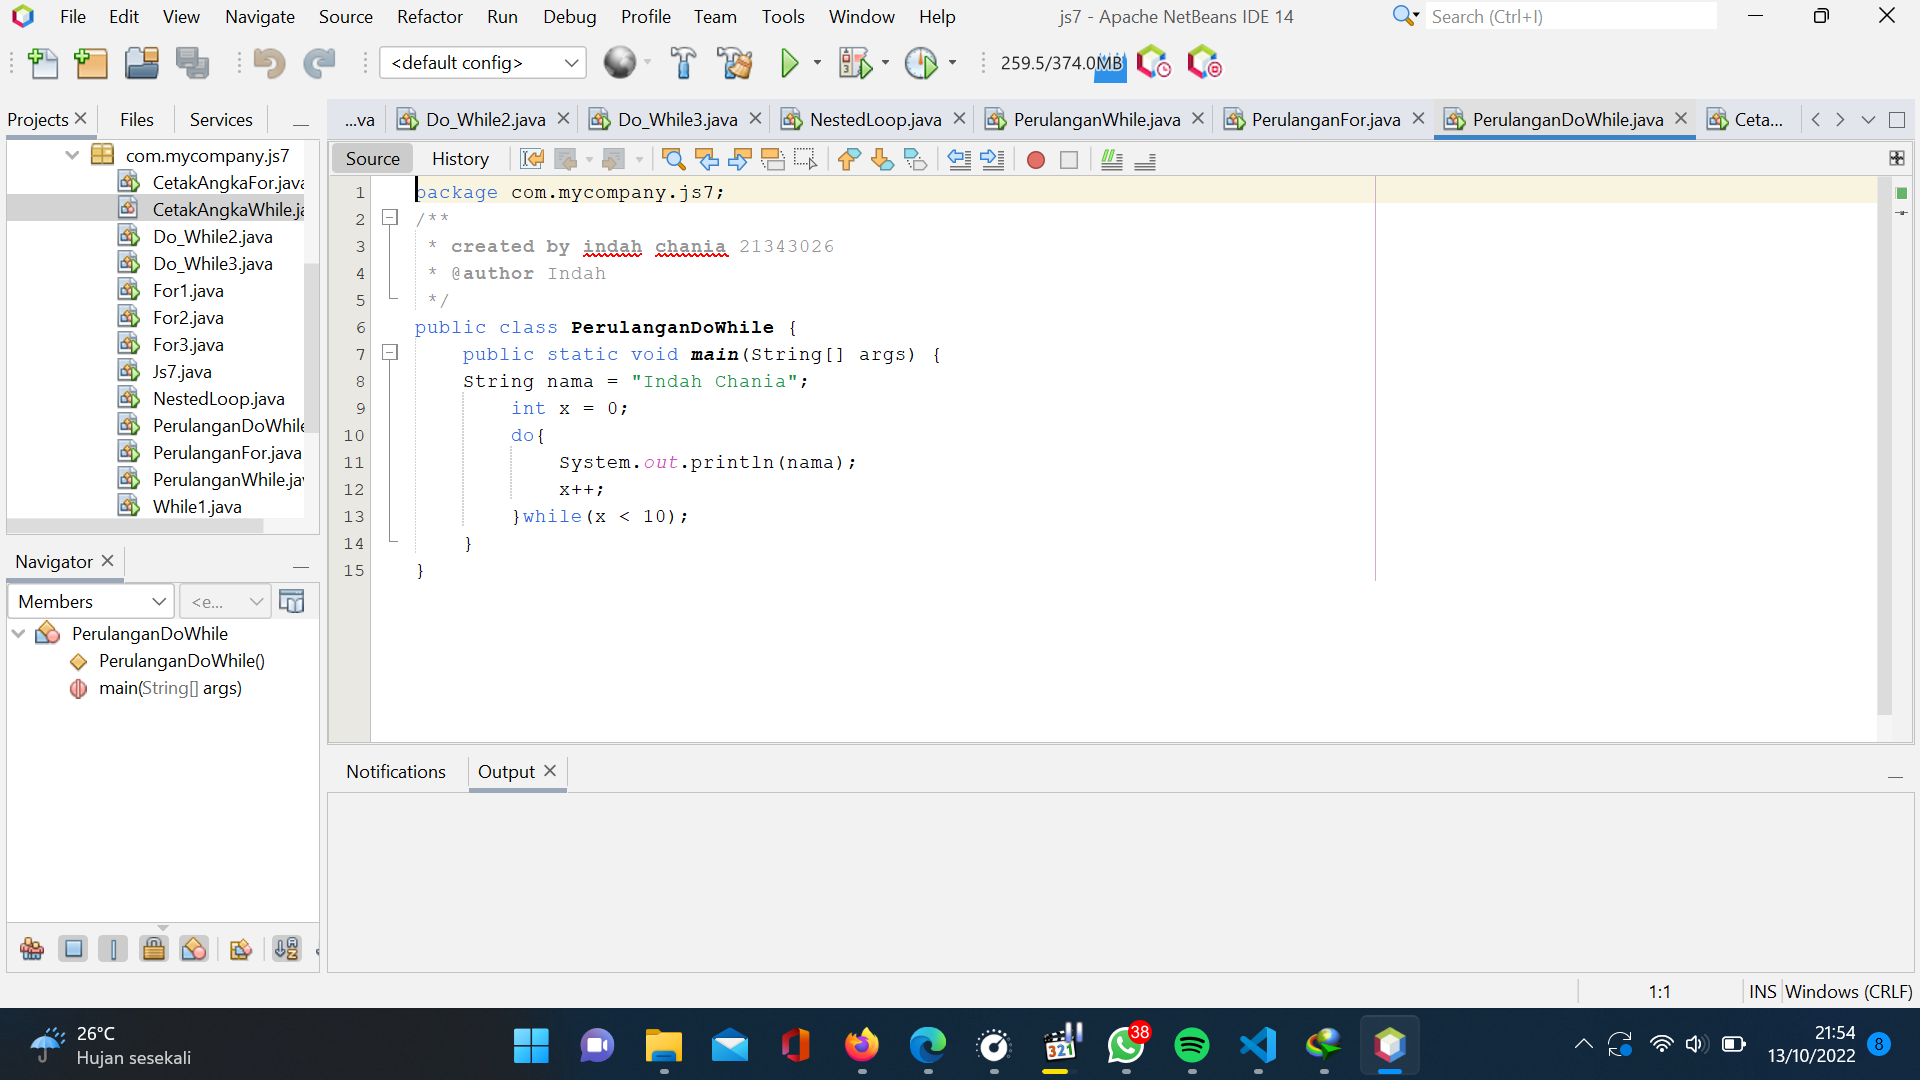 File Edit View Navigate Source Refactor Run Debug Profile Team Tools Window Help js7 - Apache NetBeans IDE 14 Search (Ctrl+I)
<default config> 259.5/374.0MB
Projects Files Services
...va Do_While2.java Do_While3.java NestedLoop.java PerulanganWhile.java PerulanganFor.java PerulanganDoWhile.java Ceta...
Source History
com.mycompany.js7
CetakAngkaFor.java
CetakAngkaWhile.ja
Do_While2.java
Do_While3.java
For1.java
For2.java
For3.java
Js7.java
NestedLoop.java
PerulanganDoWhile
PerulanganFor.java
PerulanganWhile.jav
While1.java
1 package com.mycompany.js7;
2 /**
3 * created by indah chania 21343026
4 * @author Indah
5 */
6 public class PerulanganDoWhile {
7 public static void main(String[] args) {
8 String nama = "Indah Chania";
9 int x = 0;
10 do{
11 System.out.println(nama);
12 x++;
13 }while(x < 10);
14 }
15 }
Navigator
Members <e...
PerulanganDoWhile
PerulanganDoWhile()
main(String[] args)
Notifications Output
1:1 INS Windows (CRLF)
26°C
Hujan sesekali
321
38
21:54
13/10/2022
8